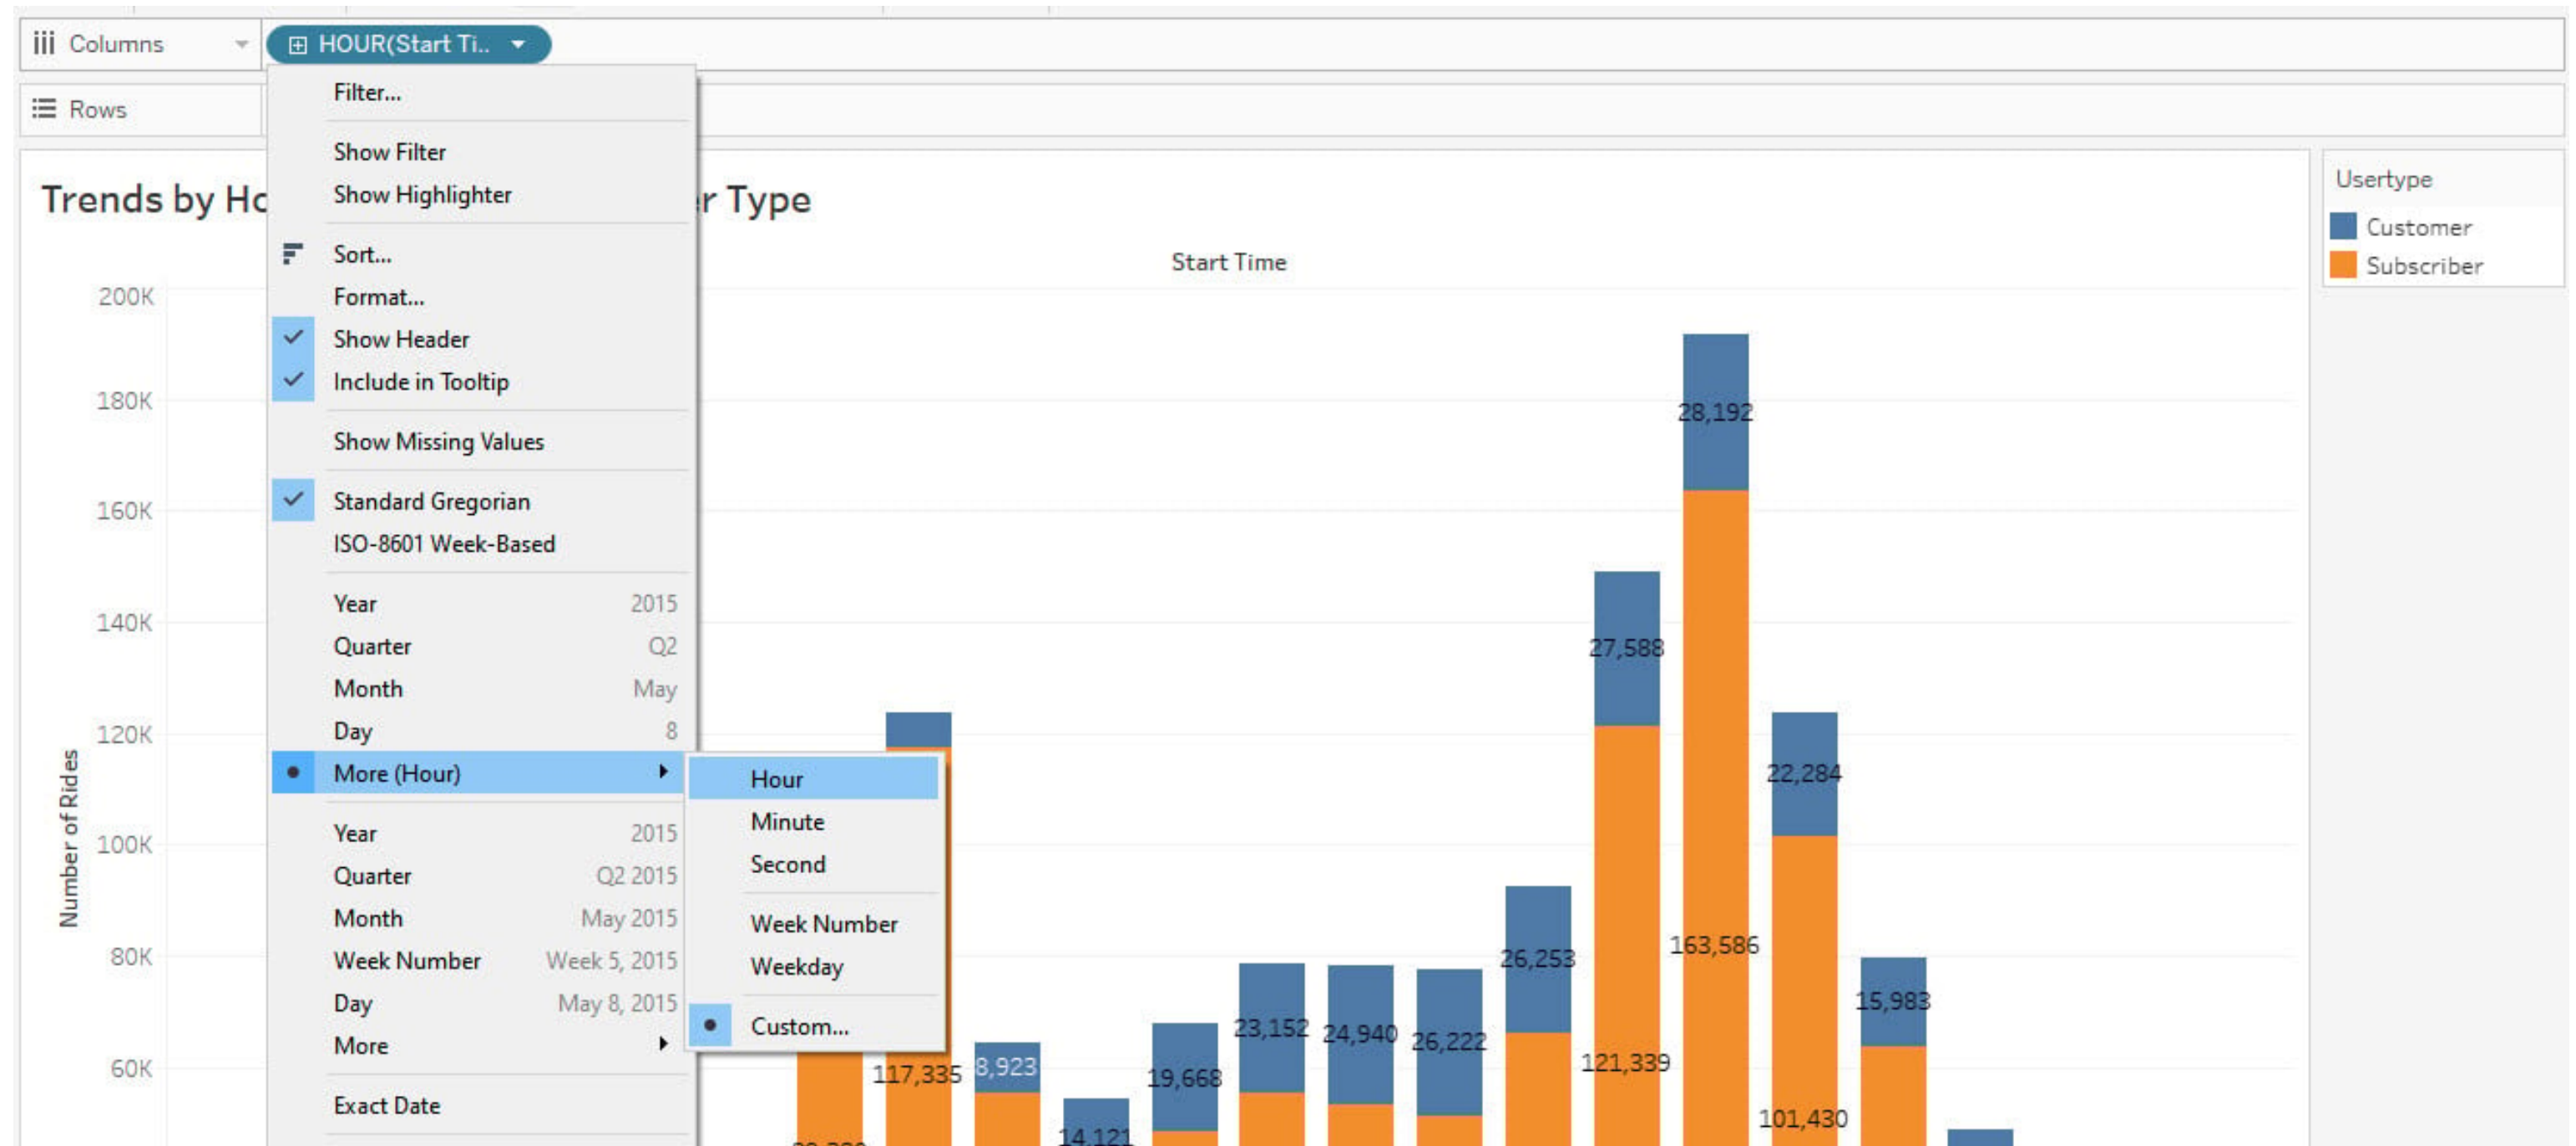 Columns
HOUR(Start Ti..
Rows
Filter...
Show Filter
Show Highlighter
Sort...
Format...
Show Header
Include in Tooltip
Show Missing Values
Standard Gregorian
ISO-8601 Week-Based
Year 2015
Quarter Q2
Month May
Day 8
More (Hour)
Year 2015
Quarter Q2 2015
Month May 2015
Week Number Week 5, 2015
Day May 8, 2015
More
Exact Date
Hour
Minute
Second
Week Number
Weekday
Custom...
Trends by Ho
r Type
Start Time
Usertype
Customer
Subscriber
Number of Rides
200K
180K
160K
140K
120K
100K
80K
60K
117,335
8,923
14,121
19,668
23,152
24,940
26,222
26,253
27,588
121,339
28,192
163,586
22,284
101,430
15,983